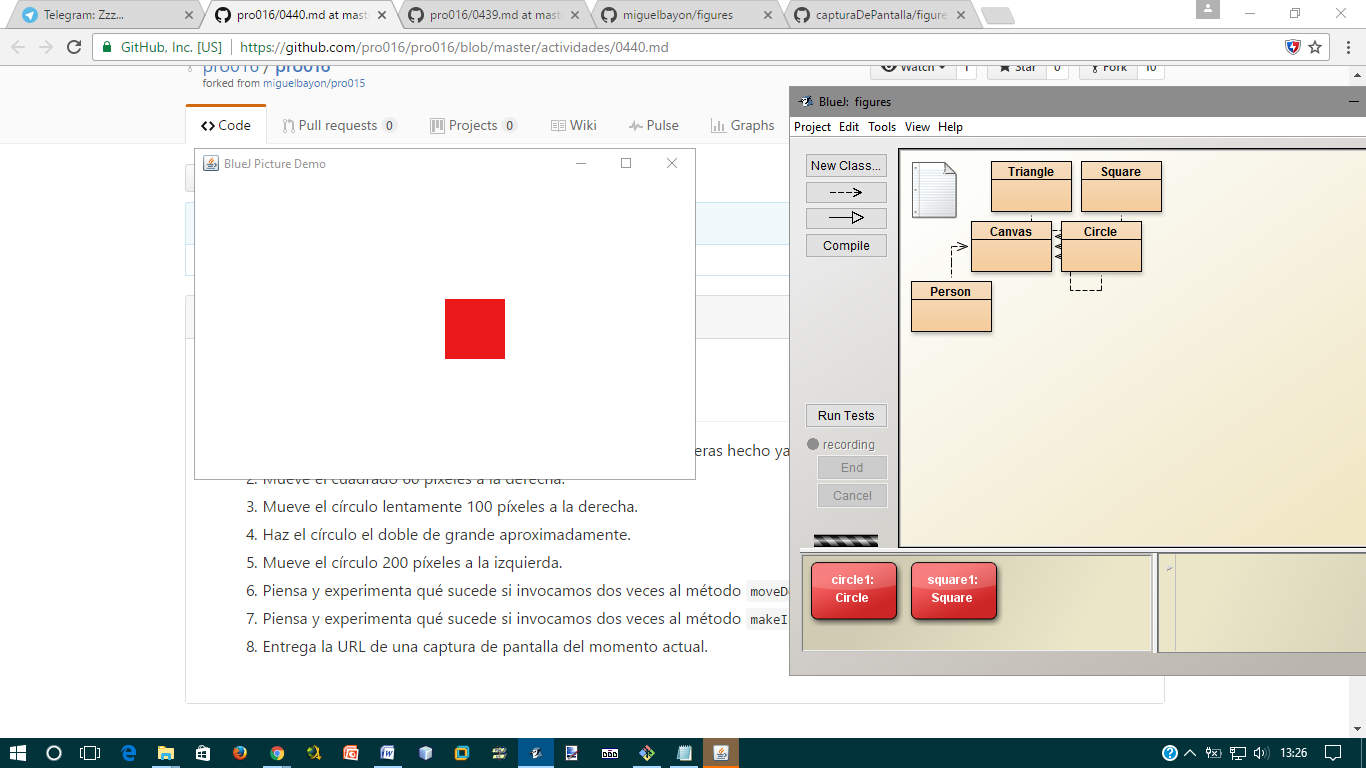 Telegram: Zzz...
pro016/0440.md at mast
pro016/0439.md at mast
miguelbayon/figures
capturaDePantalla/figure
GitHub, Inc. [US]
https://github.com/pro016/pro016/blob/master/actividades/0440.md
pro016 / pro016
forked from miguelbayon/pro015
Watch 1
Star 0
Fork 10
Code
Pull requests 0
Projects 0
Wiki
Pulse
Graphs
BlueJ Picture Demo
eras hecho ya
2. Mueve el cuadrado 60 píxeles a la derecha.
3. Mueve el círculo lentamente 100 píxeles a la derecha.
4. Haz el círculo el doble de grande aproximadamente.
5. Mueve el círculo 200 píxeles a la izquierda.
6. Piensa y experimenta qué sucede si invocamos dos veces al método moveD
7. Piensa y experimenta qué sucede si invocamos dos veces al método makeI
8. Entrega la URL de una captura de pantalla del momento actual.
BlueJ: figures
Project Edit Tools View Help
New Class...
Compile
Run Tests
recording
End
Cancel
Triangle
Square
Canvas
Circle
Person
circle1:
Circle
square1:
Square
13:26